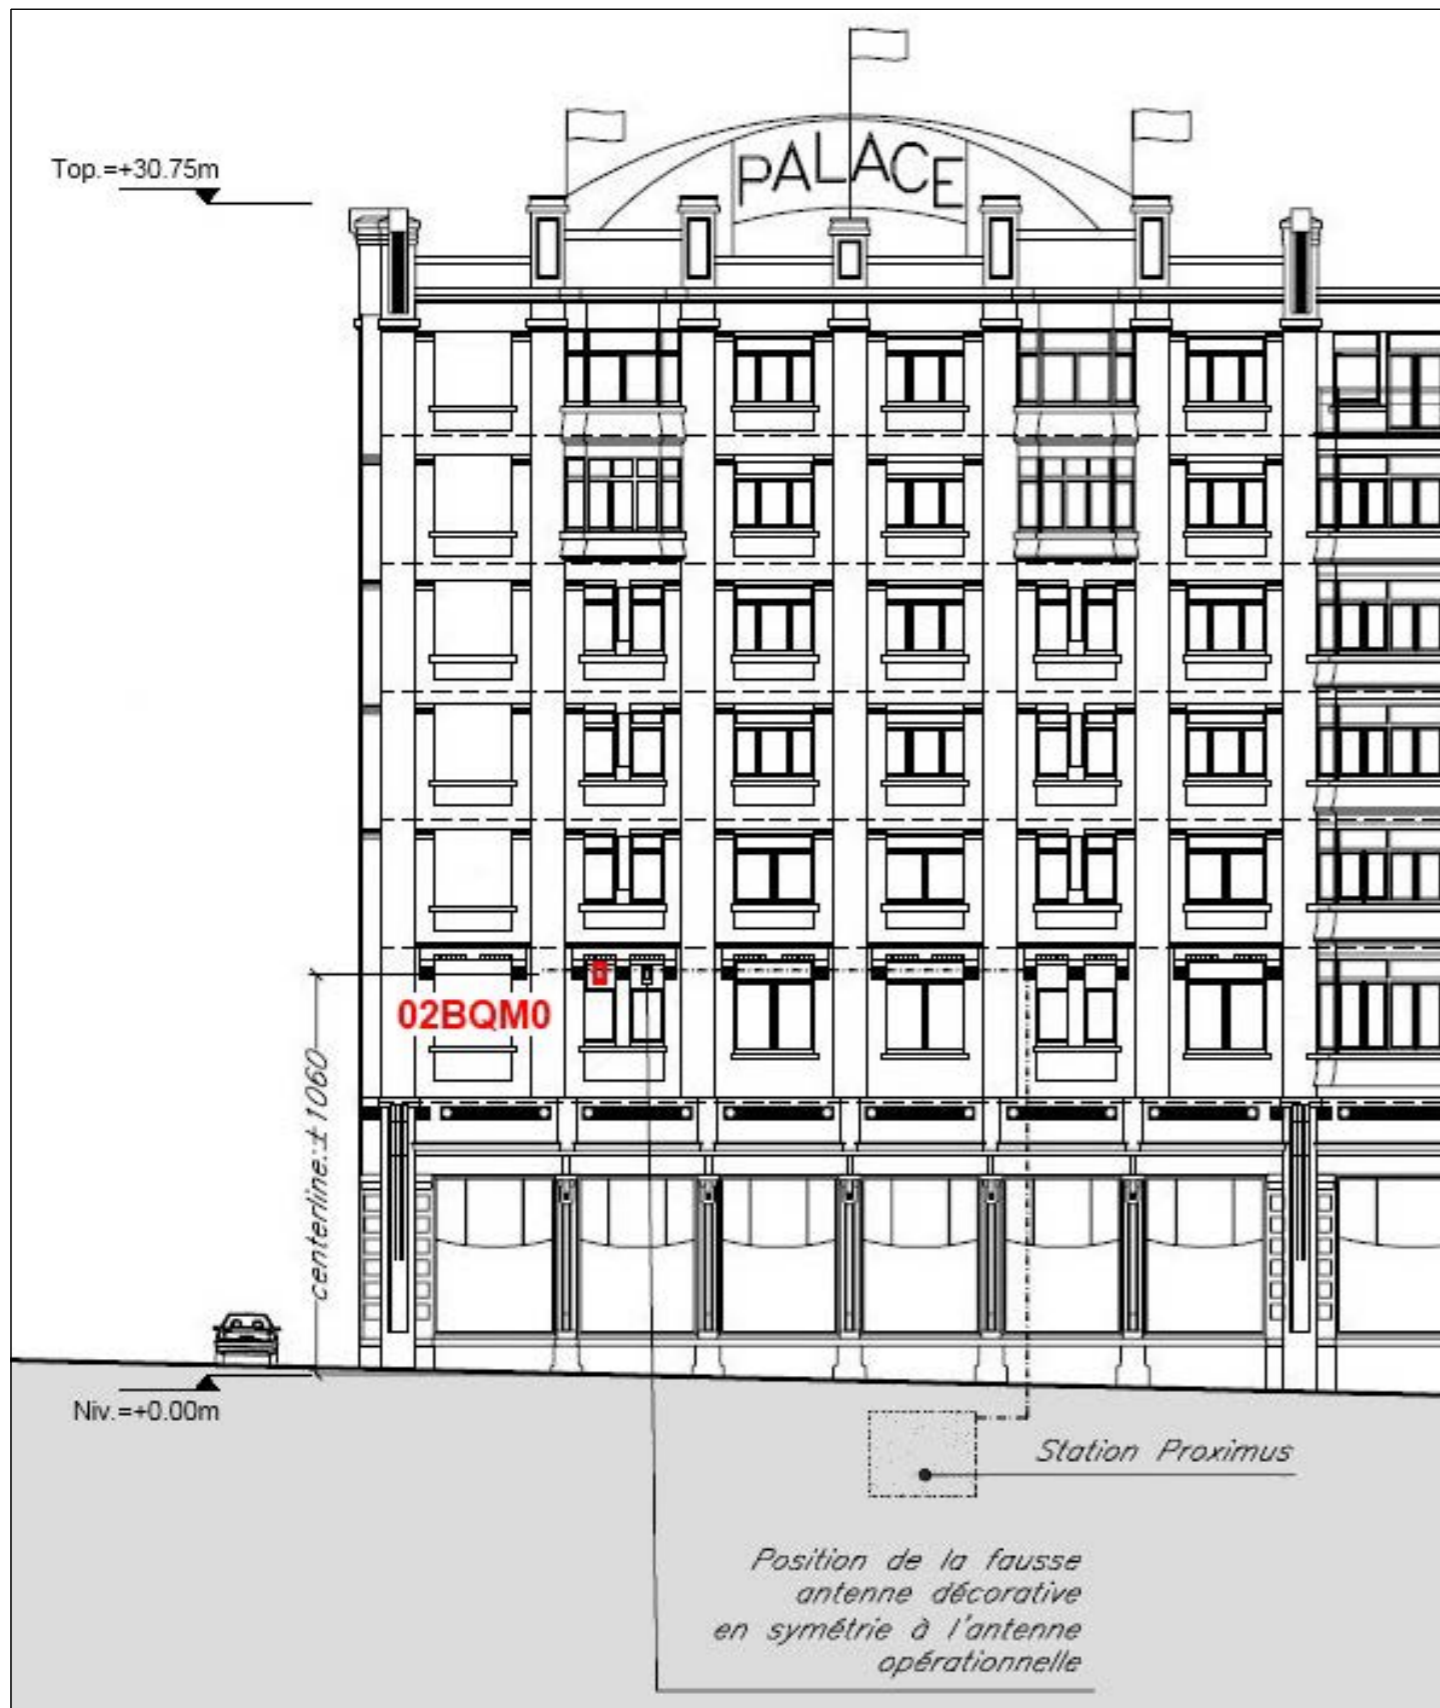 PALACE
Top.=+30.75m
02BQM0
centerline:±1060
Niv.=+0.00m
Station Proximus
Position de la fausse
antenne décorative
en symétrie à l'antenne
opérationnelle